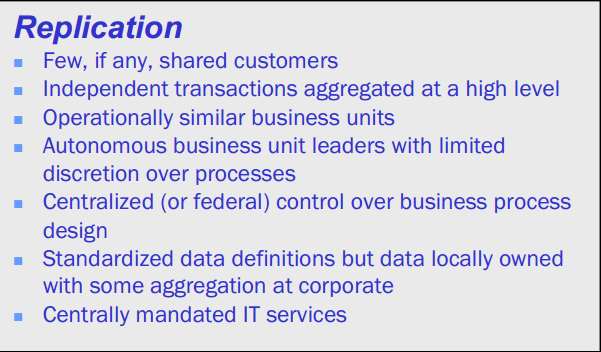 Replication
Few, if any, shared customers
Independent transactions aggregated at a high level
Operationally similar business units
Autonomous business unit leaders with limited
discretion over processes
Centralized (or federal) control over business process
design
Standardized data definitions but data locally owned
with some aggregation at corporate
Centrally mandated IT services